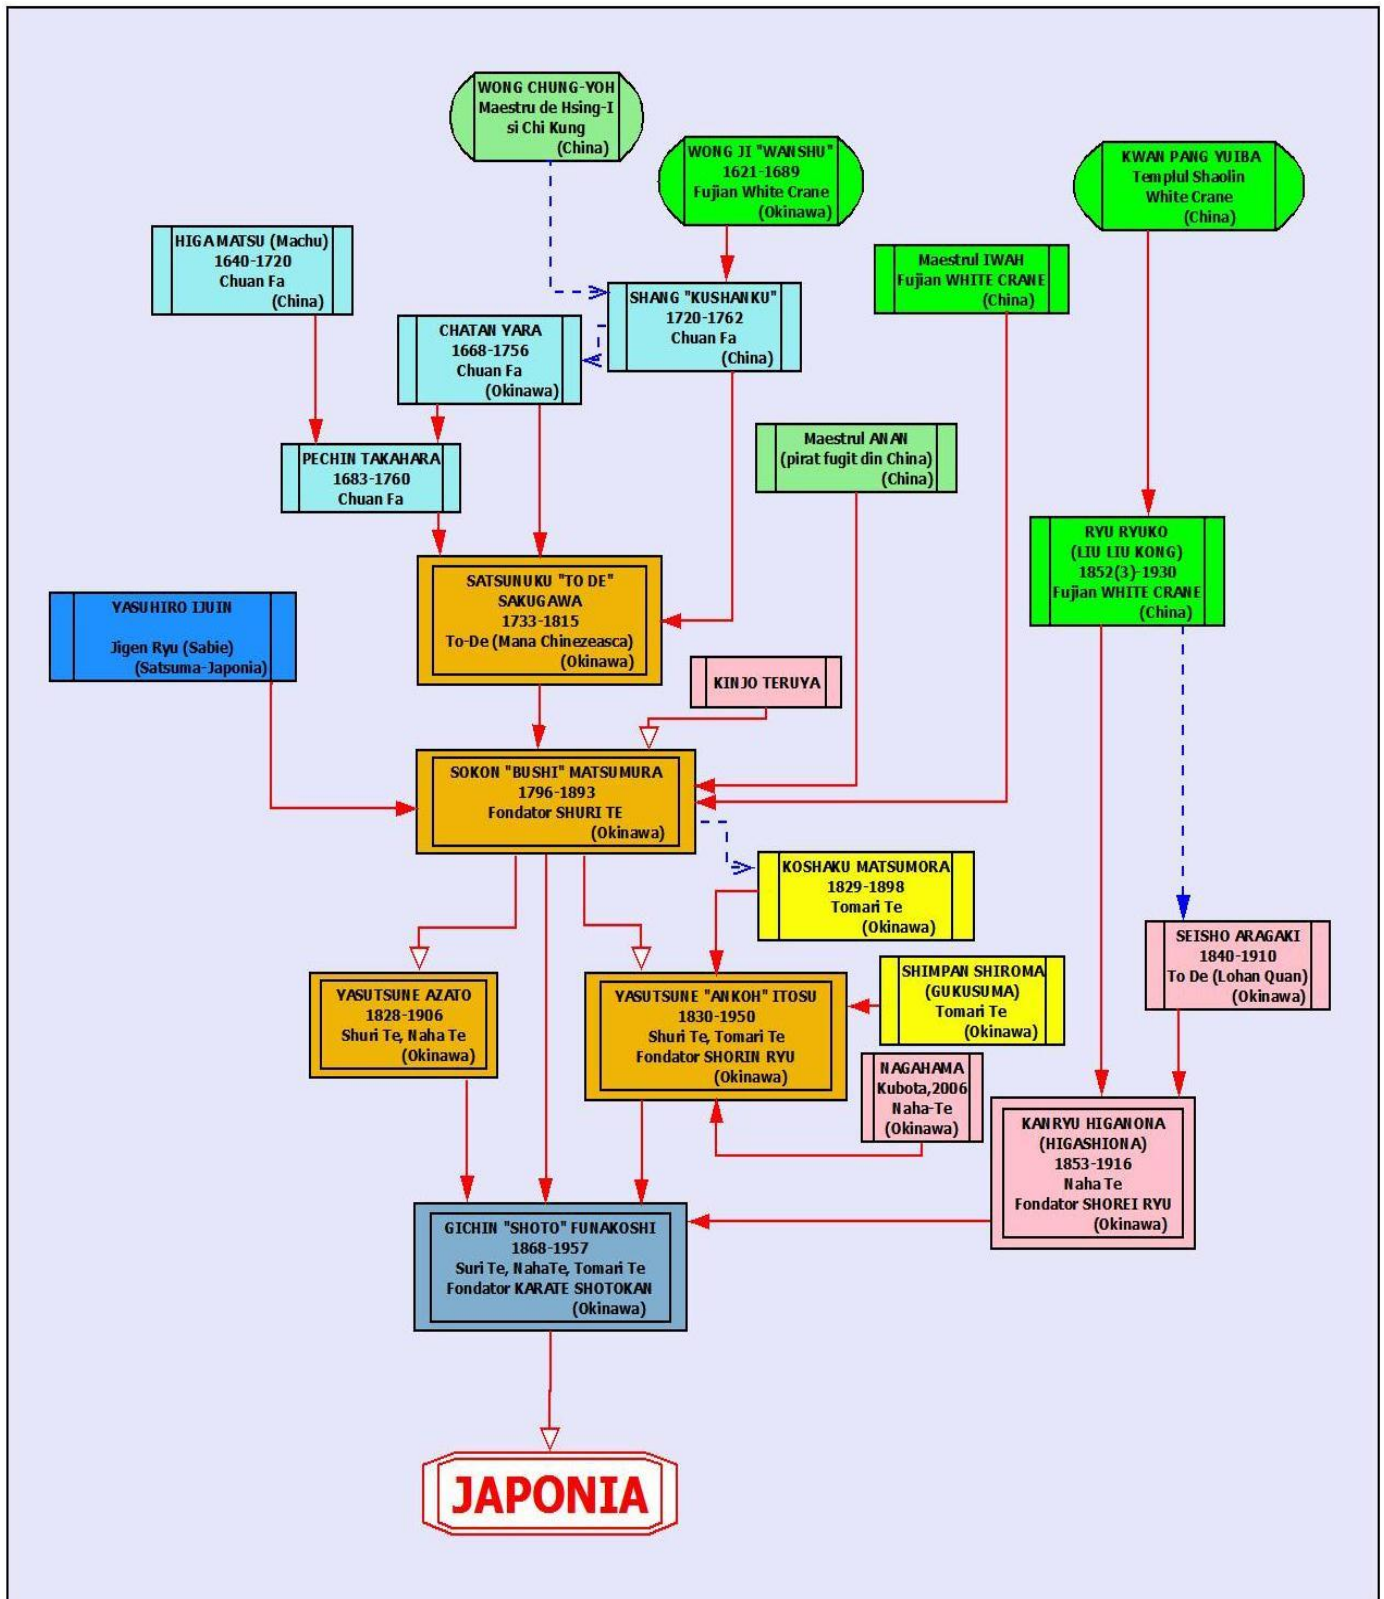 WONG CHUNG-YOH
Maestru de Hsing-I
si Chi Kung
(China)
WONG JI "WANSHU"
1621-1689
Fujian White Crane
(Okinawa)
KWAN PANG YUIBA
Templul Shaolin
White Crane
(China)
HIGA MATSU (Machu)
1640-1720
Chuan Fa
(China)
Maestrul IWAH
Fujian WHITE CRANE
(China)
SHANG "KUSHANKU"
1720-1762
Chuan Fa
(China)
CHATAN YARA
1668-1756
Chuan Fa
(Okinawa)
Maestrul ANAN
(pirat fugit din China)
(China)
PECHIN TAKAHARA
1683-1760
Chuan Fa
RYU RYUKO
(LIU LIU KONG)
1852(3)-1930
Fujian WHITE CRANE
(China)
SATSUNUKU "TO DE"
SAKUGAWA
1733-1815
To-De (Mana Chinezeasca)
(Okinawa)
YASUHIRO IJUIN
Jigen Ryu (Sabie)
(Satsuma-Japonia)
KINJO TERUYA
SOKON "BUSHI" MATSUMURA
1796-1893
Fondator SHURI TE
(Okinawa)
KOSHAKU MATSUMORA
1829-1898
Tomari Te
(Okinawa)
SEISHO ARAGAKI
1840-1910
To De (Lohan Quan)
(Okinawa)
YASUTSUNE AZATO
1828-1906
Shuri Te, Naha Te
(Okinawa)
YASUTSUNE "ANKOH" ITOSU
1830-1950
Shuri Te, Tomari Te
Fondator SHORIN RYU
(Okinawa)
SHIMPAN SHIROMA
(GUKUSUMA)
Tomari Te
(Okinawa)
NAGAHAMA
Kubota,2006
Naha-Te
(Okinawa)
KANRYU HIGANONA
(HIGASHIONA)
1853-1916
Naha Te
Fondator SHOREI RYU
(Okinawa)
GICHIN "SHOTO" FUNAKOSHI
1868-1957
Suri Te, NahaTe, Tomari Te
Fondator KARATE SHOTOKAN
(Okinawa)
JAPONIA